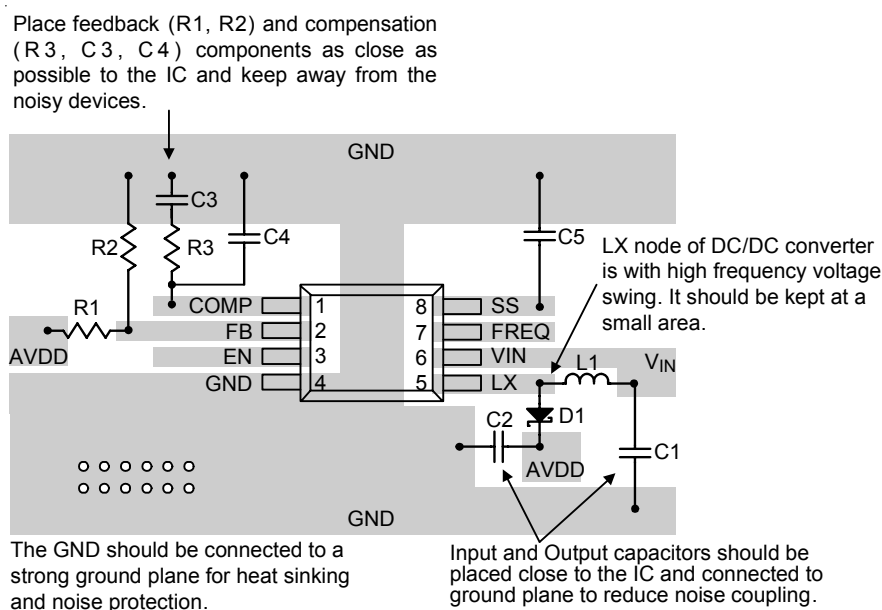 Place feedback (R1, R2) and compensation
(R3, C3, C4) components as close as
possible to the IC and keep away from the
noisy devices.
GND
C3
R2
R3
C4
C5
LX node of DC/DC converter
is with high frequency voltage
swing. It should be kept at a
small area.
R1
COMP
1
8
SS
FB
2
7
FREQ
AVDD
EN
3
6
VIN
L1
VIN
GND
4
5
LX
C2
D1
C1
AVDD
GND
The GND should be connected to a
strong ground plane for heat sinking
and noise protection.
Input and Output capacitors should be
placed close to the IC and connected to
ground plane to reduce noise coupling.